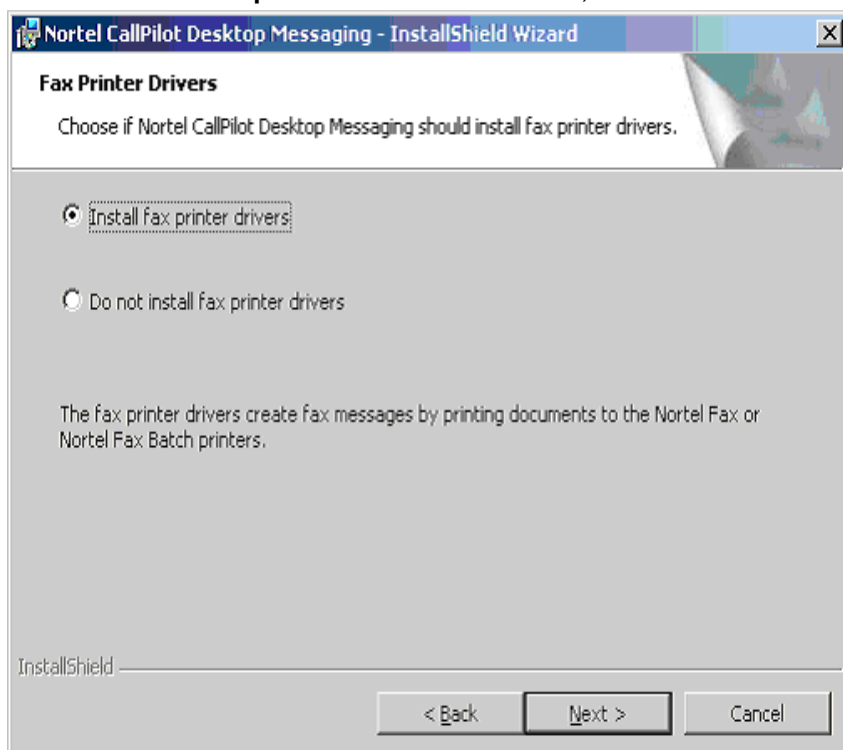 Nortel CallPilot Desktop Messaging - InstallShield Wizard
Fax Printer Drivers
Choose if Nortel CallPilot Desktop Messaging should install fax printer drivers.
Install fax printer drivers
Do not install fax printer drivers
The fax printer drivers create fax messages by printing documents to the Nortel Fax or
Nortel Fax Batch printers.
InstallShield
< Back Next > Cancel